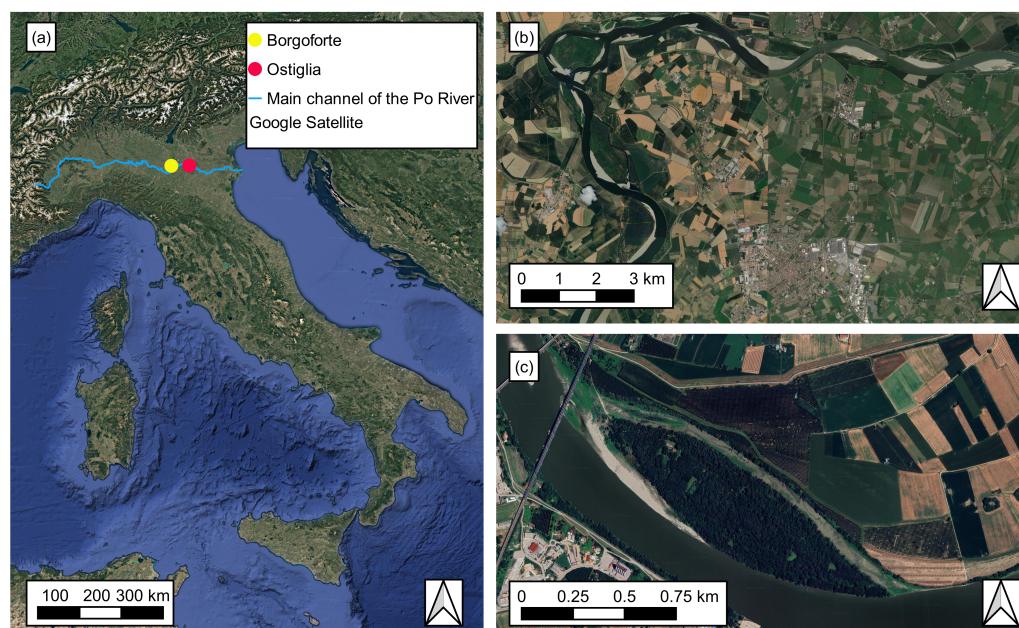 (a)
Borgoforte
Ostiglia
Main channel of the Po River
Google Satellite
100 200 300 km
(b)
0 1 2 3 km
(c)
0 0.25 0.5 0.75 km